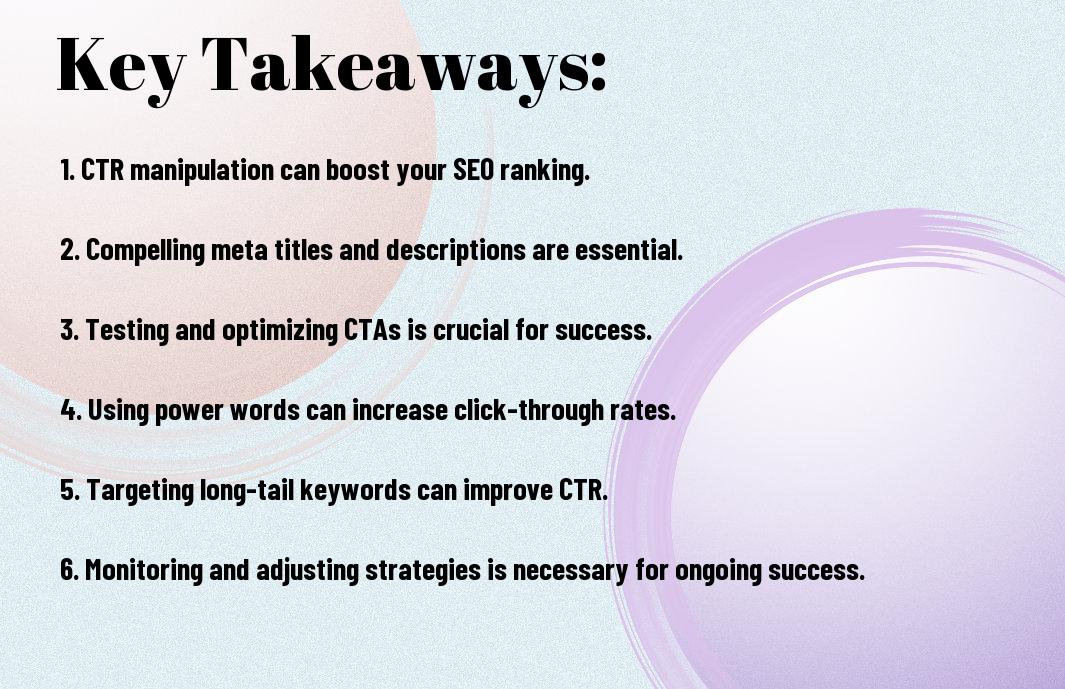 Key Takeaways:
1. CTR manipulation can boost your SEO ranking.
2. Compelling meta titles and descriptions are essential.
3. Testing and optimizing CTAs is crucial for success.
4. Using power words can increase click-through rates.
5. Targeting long-tail keywords can improve CTR.
6. Monitoring and adjusting strategies is necessary for ongoing success.